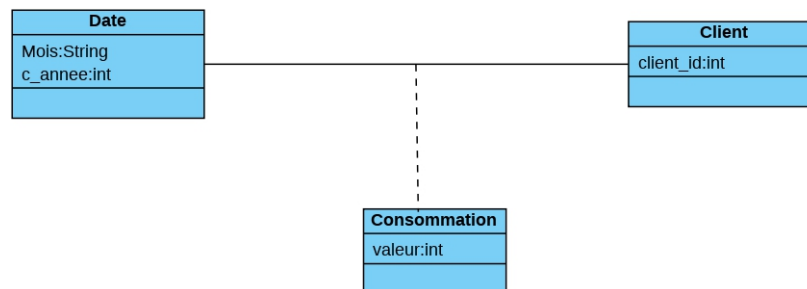 Date
Mois:String
c_annee:int
Client
client_id:int
Consommation
valeur:int